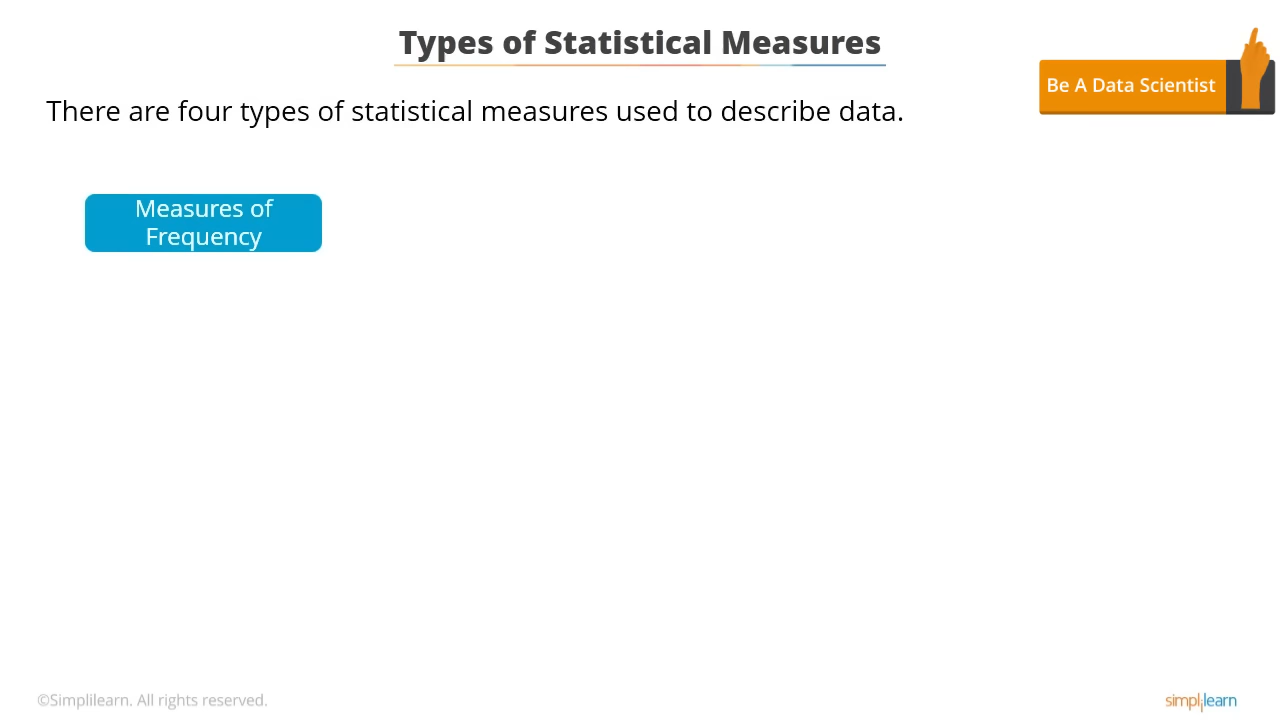 Types of Statistical Measures
Be A Data Scientist
There are four types of statistical measures used to describe data.
Measures of
Frequency
©Simplilearn. All rights reserved.
simplilearn